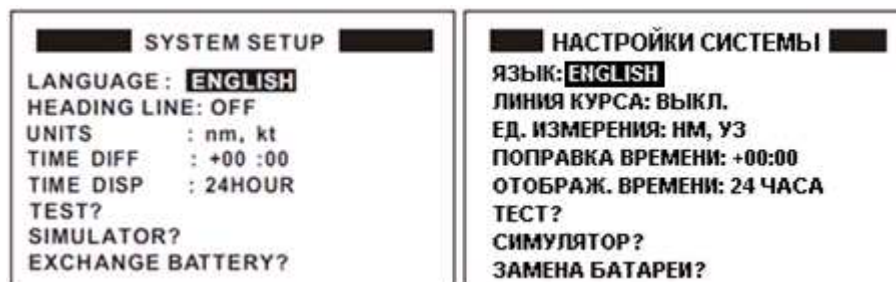 SYSTEM SETUP
LANGUAGE : ENGLISH
HEADING LINE: OFF
UNITS : nm, kt
TIME DIFF : +00 :00
TIME DISP : 24HOUR
TEST?
SIMULATOR?
EXCHANGE BATTERY?
НАСТРОЙКИ СИСТЕМЫ
ЯЗЫК: ENGLISH
ЛИНИЯ КУРСА: ВЫКЛ.
ЕД. ИЗМЕРЕНИЯ: НМ, УЗ
ПОПРАВКА ВРЕМЕНИ: +00:00
ОТОБРАЖ. ВРЕМЕНИ: 24 ЧАСА
ТЕСТ?
СИМУЛЯТОР?
ЗАМЕНА БАТАРЕИ?